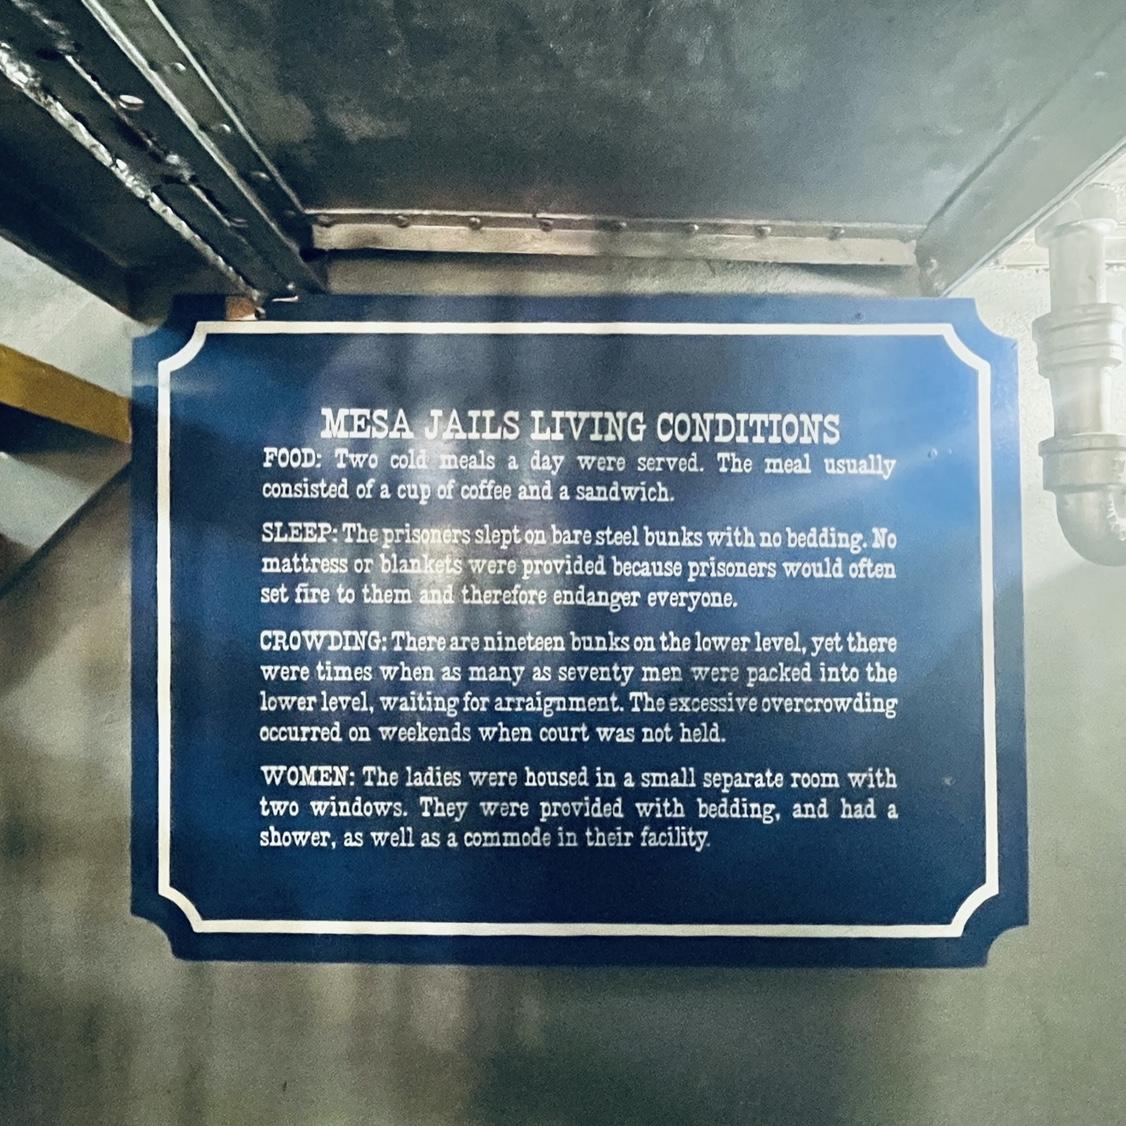 MESA JAILS LIVING CONDITIONS
FOOD: Two cold meals a day were served. The meal usually
consisted of a cup of coffee and a sandwich.
SLEEP: The prisoners slept on bare steel bunks with no bedding. No
mattress or blankets were provided because prisoners would often
set fire to them and therefore endanger everyone.
CROWDING: There are nineteen bunks on the lower level, yet there
were times when as many as seventy men were packed into the
lower level, waiting for arraignment. The excessive overcrowding
occurred on weekends when court was not held.
WOMEN: The ladies were housed in a small separate room with
two windows. They were provided with bedding, and had a
shower, as well as a commode in their facility.